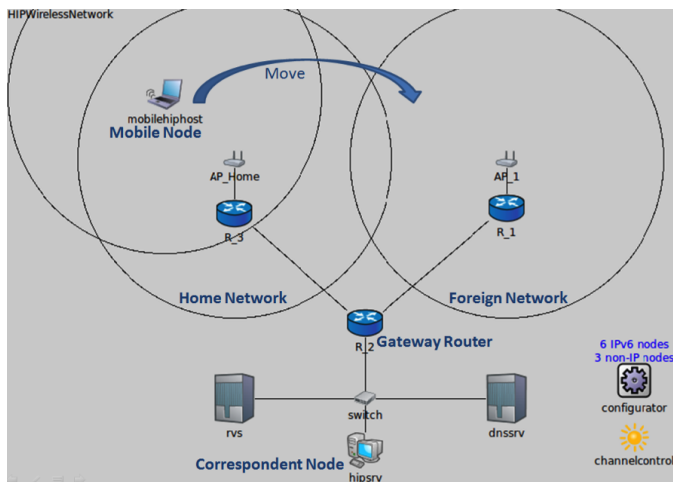 HIPWirelessNetwork
Move
mobilehiphost
Mobile Node
AP_Home
AP_1
R_3
R_1
Home Network
Foreign Network
R_2
Gateway Router
6 IPv6 nodes
3 non-IP nodes
configurator
rvs
switch
dnssrv
channelcontrol
Correspondent Node
hipsrv